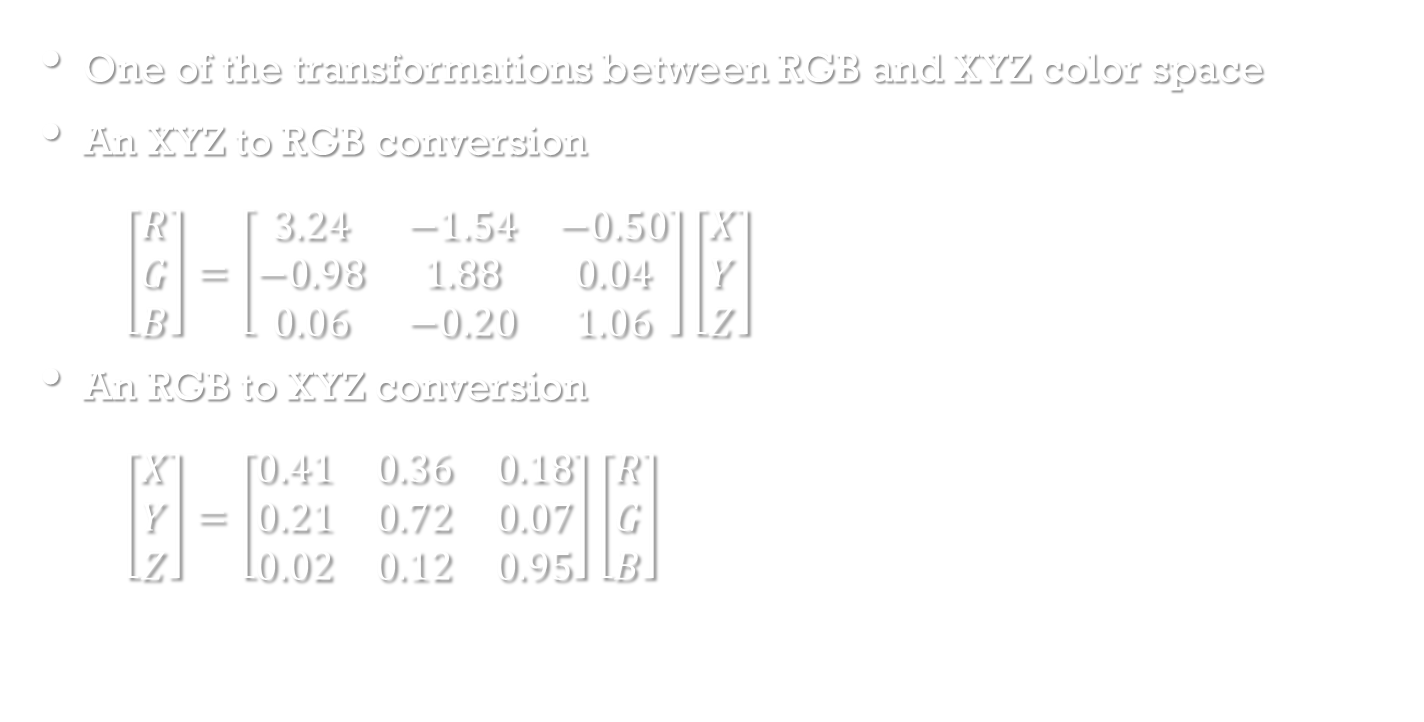 • One of the transformations between RGB and XYZ color space
• An XYZ to RGB conversion
[R] [3.24 −1.54 −0.50] [X]
[G] = [−0.98 1.88 0.04] [Y]
[B] [0.06 −0.20 1.06] [Z]
• An RGB to XYZ conversion
[X] [0.41 0.36 0.18] [R]
[Y] = [0.21 0.72 0.07] [G]
[Z] [0.02 0.12 0.95] [B]